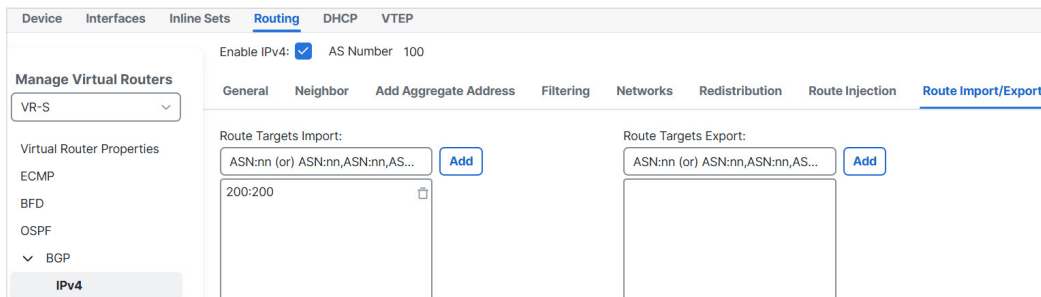 Device Interfaces Inline Sets Routing DHCP VTEP
Enable IPv4: AS Number 100
Manage Virtual Routers
VR-S
General Neighbor Add Aggregate Address Filtering Networks Redistribution Route Injection Route Import/Export
Virtual Router Properties
ECMP
BFD
OSPF
BGP
IPv4
Route Targets Import:
ASN:nn (or) ASN:nn,ASN:nn,AS... Add
200:200
Route Targets Export:
ASN:nn (or) ASN:nn,ASN:nn,AS... Add